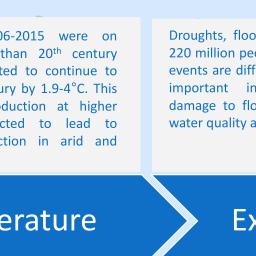 06-2015 were on
than 20th century
ted to continue to
ury by 1.9-4°C. This
oduction at higher
cted to lead to
ction in arid and
erature
Droughts, floo
220 million peo
events are diff
important in
damage to flo
water quality a
Ex